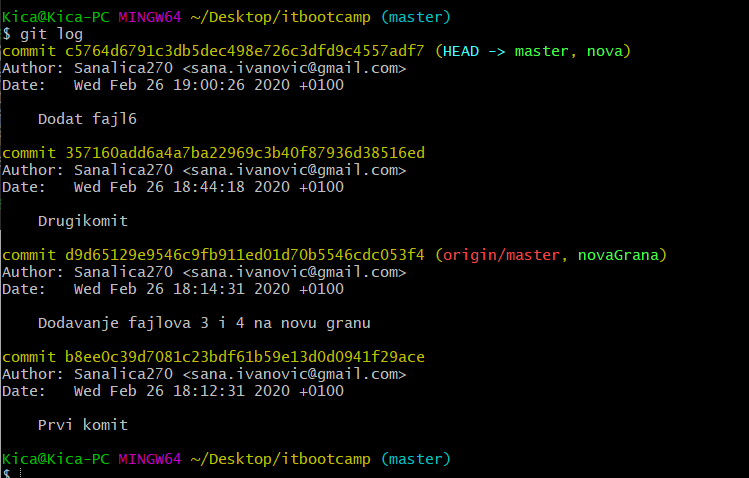 Kica@Kica-PC MINGW64 ~/Desktop/itbootcamp (master)
$ git log
commit c5764d6791c3db5dec498e726c3dfd9c4557adf7 (HEAD -> master, nova)
Author: Sanalica270 <sana.ivanovic@gmail.com>
Date:   Wed Feb 26 19:00:26 2020 +0100
    Dodat fajl6
commit 357160add6a4a7ba22969c3b40f87936d38516ed
Author: Sanalica270 <sana.ivanovic@gmail.com>
Date:   Wed Feb 26 18:44:18 2020 +0100
    Drugikomit
commit d9d65129e9546c9fb911ed01d70b5546cdc053f4 (origin/master, novaGrana)
Author: Sanalica270 <sana.ivanovic@gmail.com>
Date:   Wed Feb 26 18:14:31 2020 +0100
    Dodavanje fajlova 3 i 4 na novu granu
commit b8ee0c39d7081c23bdf61b59e13d0d0941f29ace
Author: Sanalica270 <sana.ivanovic@gmail.com>
Date:   Wed Feb 26 18:12:31 2020 +0100
    Prvi komit
Kica@Kica-PC MINGW64 ~/Desktop/itbootcamp (master)
$